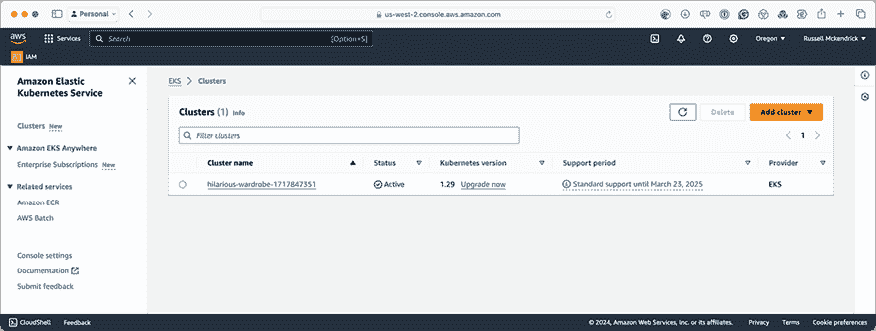 Personal
us-west-2.console.aws.amazon.com
aws Services Search [Option+S] Oregon Russell Mckendrick
IAM
Amazon Elastic Kubernetes Service
Clusters New
Amazon EKS Anywhere
Enterprise Subscriptions New
Related services
Amazon ECR
AWS Batch
Console settings
Documentation
Submit feedback
EKS > Clusters
Clusters (1) Info
Delete
Add cluster
Filter clusters
1
Cluster name Status Kubernetes version Support period Provider
hilarious-wardrobe-1717847351 Active 1.29 Upgrade now Standard support until March 23, 2025 EKS
CloudShell Feedback © 2024, Amazon Web Services, Inc. or its affiliates. Privacy Terms Cookie preferences